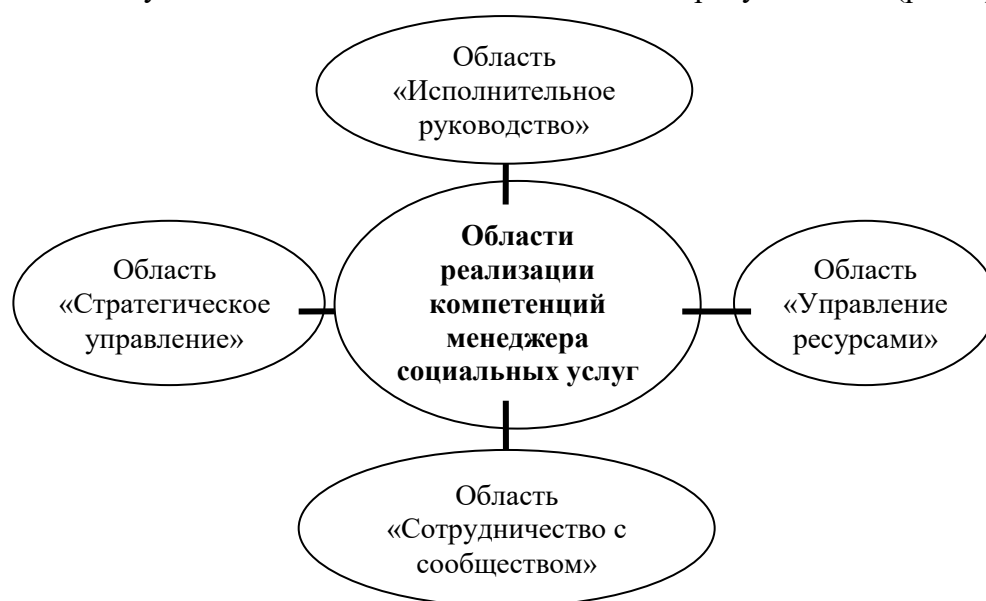 Область
«Исполнительное
руководство»
Области
реализации
компетенций
менеджера
социальных услуг
Область
«Стратегическое
управление»
Область
«Управление
ресурсами»
Область
«Сотрудничество с
сообществом»